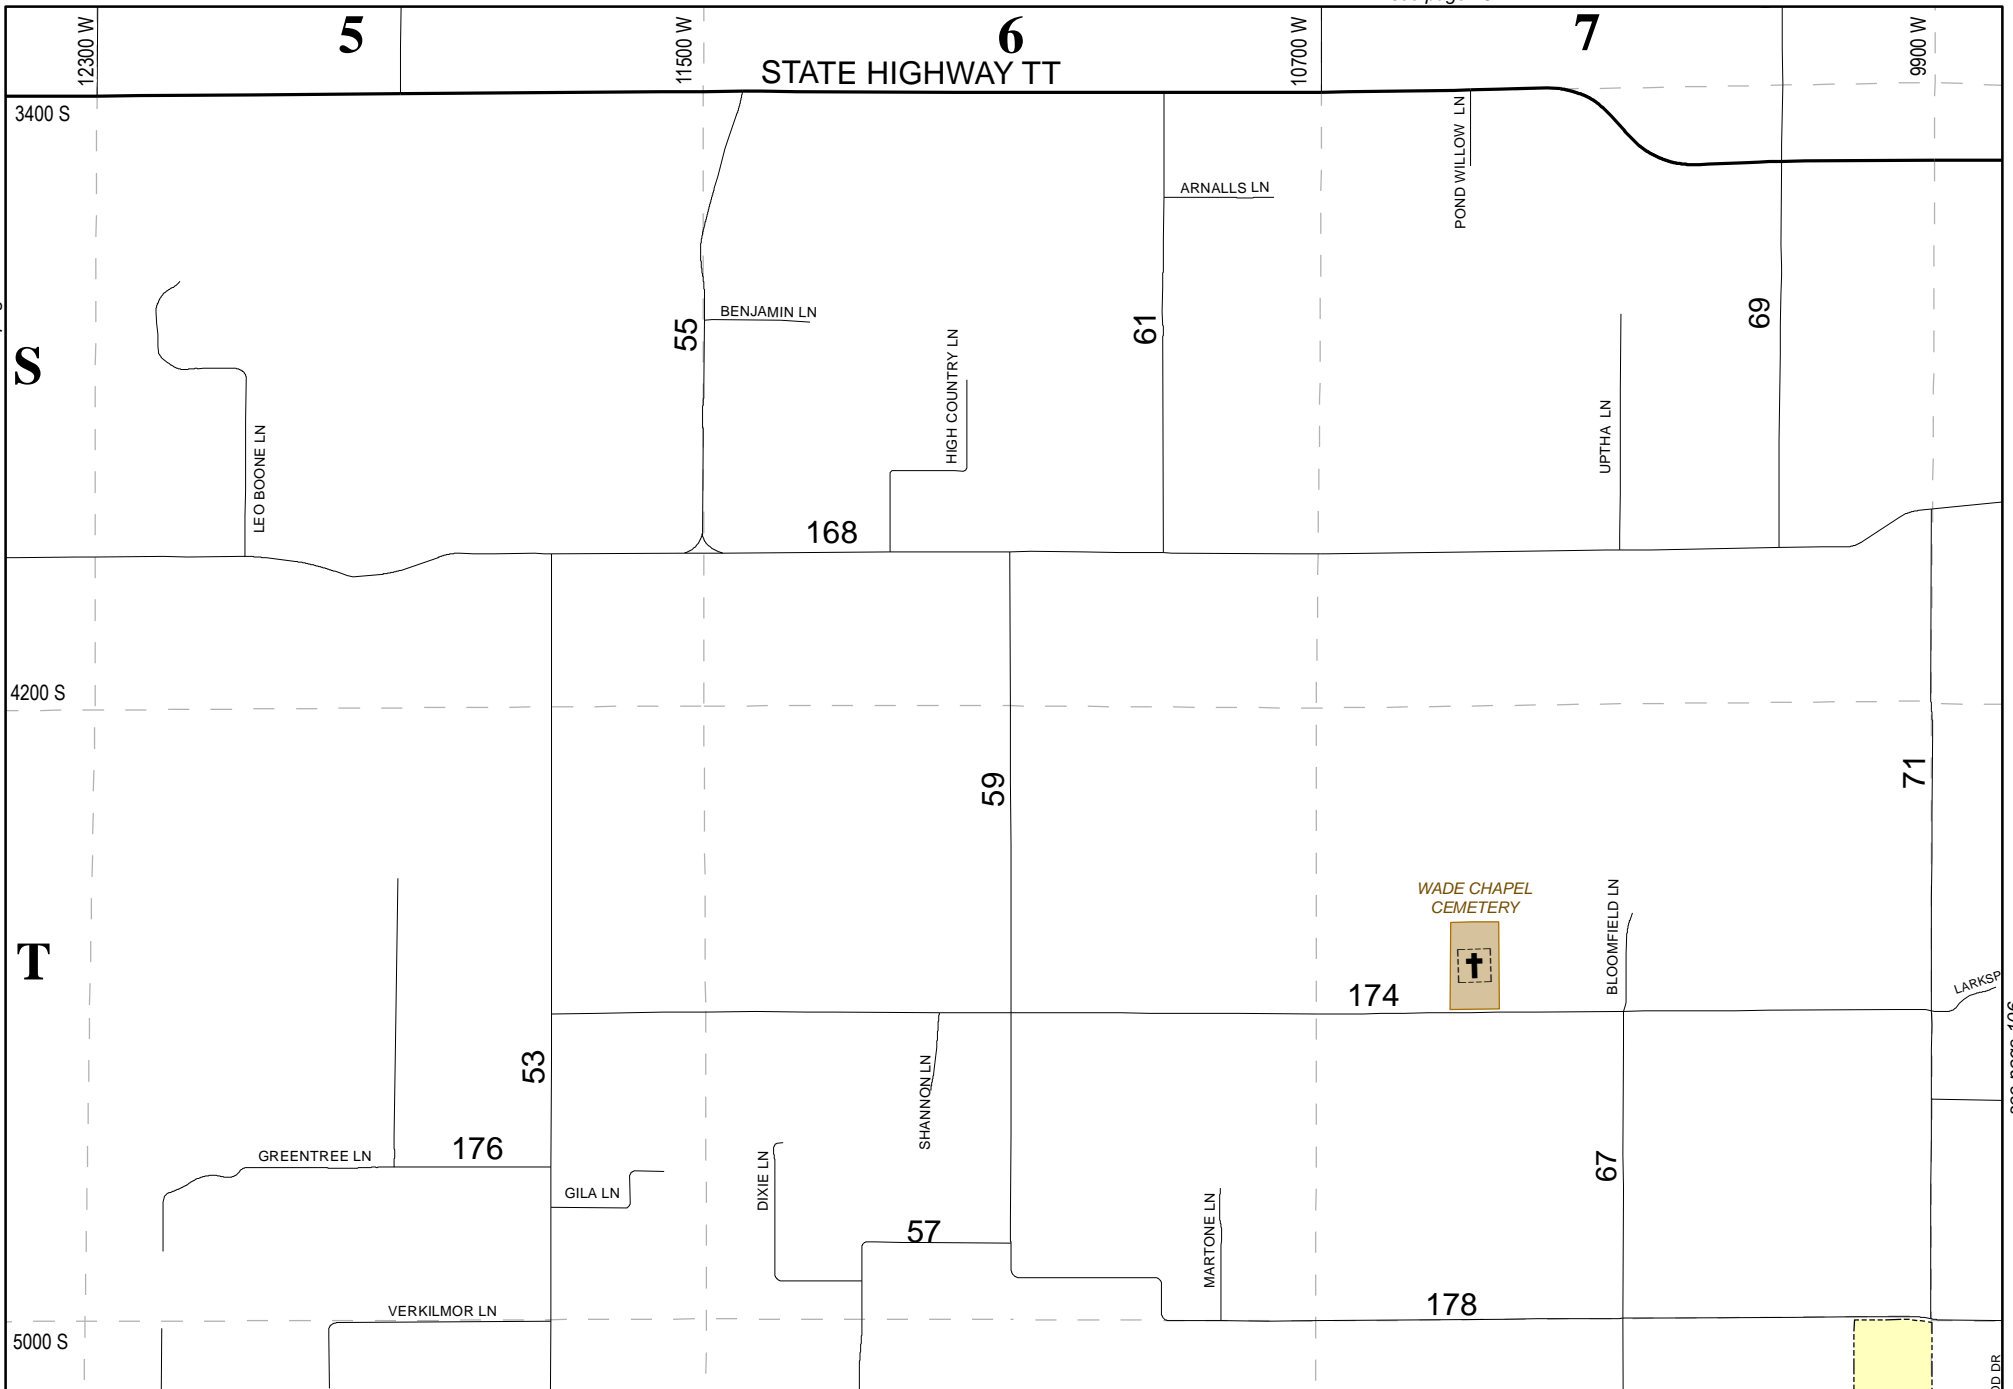 5
6
7
12300 W
11500 W
10700 W
9900 W
STATE HIGHWAY TT
3400 S
POND WILLOW LN
ARNALLS LN
BENJAMIN LN
55
61
69
HIGH COUNTRY LN
S
UPTHA LN
LEO BOONE LN
168
4200 S
59
71
WADE CHAPEL
CEMETERY
BLOOMFIELD LN
T
174
LARKSP
53
SHANNON LN
GREENTREE LN
176
GILA LN
DIXIE LN
67
57
MARTONE LN
VERKILMOR LN
178
5000 S